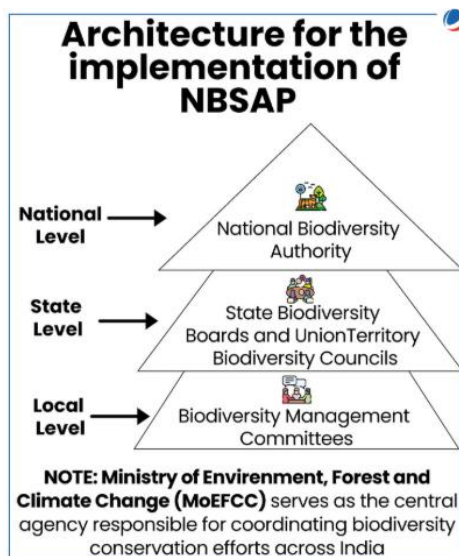 Architecture for the
implementation of
NBSAP
National
Level
National Biodiversity
Authority
State
Level
State Biodiversity
Boards and UnionTerritory
Biodiversity Councils
Local
Level
Biodiversity Management
Committees
NOTE: Ministry of Envirenment, Forest and
Climate Change (MoEFCC) serves as the central
agency responsible for coordinating biodiversity
conservation efforts across India